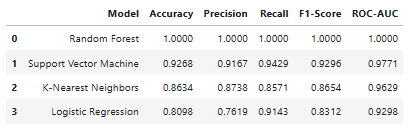 Model Accuracy Precision Recall F1-Score ROC-AUC
0 Random Forest 1.0000 1.0000 1.0000 1.0000 1.0000
1 Support Vector Machine 0.9268 0.9167 0.9429 0.9296 0.9771
2 K-Nearest Neighbors 0.8634 0.8738 0.8571 0.8654 0.9629
3 Logistic Regression 0.8098 0.7619 0.9143 0.8312 0.9298